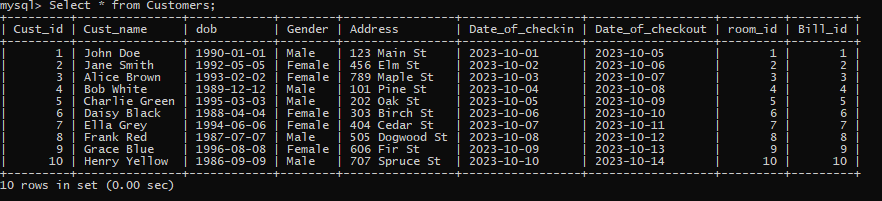 mysql> Select * from Customers;
+---------+---------------+------------+--------+----------------+-----------------+------------------+---------+---------+
| Cust_id | Cust_name     | dob        | Gender | Address        | Date_of_checkin | Date_of_checkout | room_id | Bill_id |
+---------+---------------+------------+--------+----------------+-----------------+------------------+---------+---------+
|       1 | John Doe      | 1990-01-01 | Male   | 123 Main St    | 2023-10-01      | 2023-10-05       |       1 |       1 |
|       2 | Jane Smith    | 1992-05-05 | Female | 456 Elm St     | 2023-10-02      | 2023-10-06       |       2 |       2 |
|       3 | Alice Brown   | 1993-02-02 | Female | 789 Maple St   | 2023-10-03      | 2023-10-07       |       3 |       3 |
|       4 | Bob White     | 1989-12-12 | Male   | 101 Pine St    | 2023-10-04      | 2023-10-08       |       4 |       4 |
|       5 | Charlie Green | 1995-03-03 | Male   | 202 Oak St     | 2023-10-05      | 2023-10-09       |       5 |       5 |
|       6 | Daisy Black   | 1988-04-04 | Female | 303 Birch St   | 2023-10-06      | 2023-10-10       |       6 |       6 |
|       7 | Ella Grey     | 1994-06-06 | Female | 404 Cedar St   | 2023-10-07      | 2023-10-11       |       7 |       7 |
|       8 | Frank Red     | 1987-07-07 | Male   | 505 Dogwood St | 2023-10-08      | 2023-10-12       |       8 |       8 |
|       9 | Grace Blue    | 1996-08-08 | Female | 606 Fir St     | 2023-10-09      | 2023-10-13       |       9 |       9 |
|      10 | Henry Yellow  | 1986-09-09 | Male   | 707 Spruce St  | 2023-10-10      | 2023-10-14       |      10 |      10 |
+---------+---------------+------------+--------+----------------+-----------------+------------------+---------+---------+
10 rows in set (0.00 sec)